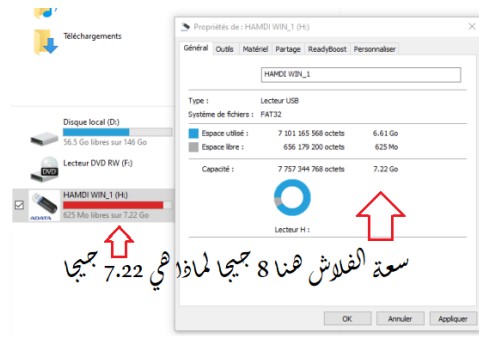 Téléchargements
Disque local (D:)
56.5 Go libres sur 146 Go
Lecteur DVD RW (F:)
DVD
HAMDI WIN_1 (H:)
625 Mo libres sur 7.22 Go
ADATA
Propriétés de : HAMDI WIN_1 (H:)
Général Outils Matériel Partage ReadyBoost Personnaliser
HAMDI WIN_1
Type : Lecteur USB
Système de fichiers : FAT32
Espace utilisé : 7 101 165 568 octets 6.61 Go
Espace libre : 656 179 200 octets 625 Mo
Capacité : 7 757 344 768 octets 7.22 Go
Lecteur H :
سعة الفلاش هنا 8 جيجا لماذا هي 7.22 جيجا
OK Annuler Appliquer